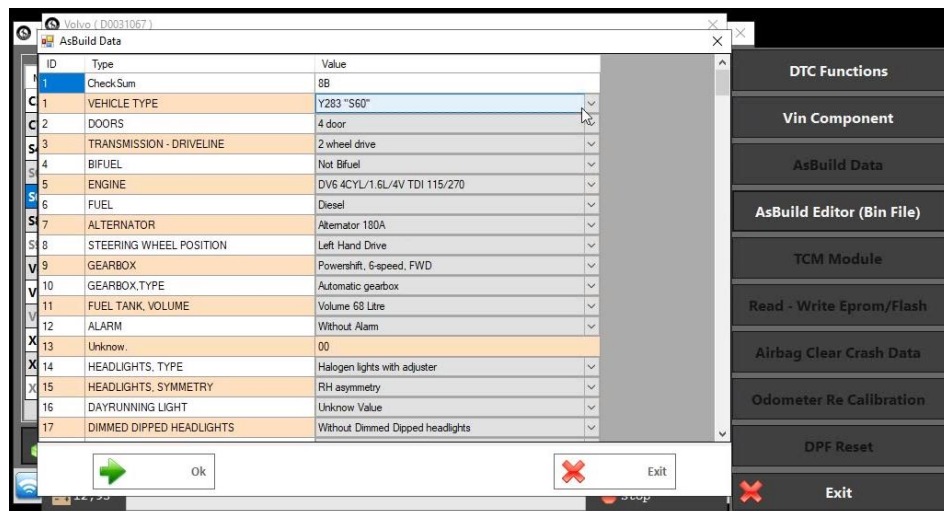 Volvo ( D0031067 )
AsBuild Data
ID Type Value
1 CheckSum 8B
1 VEHICLE TYPE Y283 "S60"
2 DOORS 4 door
3 TRANSMISSION - DRIVELINE 2 wheel drive
4 BIFUEL Not Bifuel
5 ENGINE DV6 4CYL/1.6L/4V TDI 115/270
6 FUEL Diesel
7 ALTERNATOR Alternator 180A
8 STEERING WHEEL POSITION Left Hand Drive
9 GEARBOX Powershift, 6-speed, FWD
10 GEARBOX,TYPE Automatic gearbox
11 FUEL TANK, VOLUME Volume 68 Litre
12 ALARM Without Alarm
13 Unknow. 00
14 HEADLIGHTS, TYPE Halogen lights with adjuster
15 HEADLIGHTS, SYMMETRY RH asymmetry
16 DAYRUNNING LIGHT Unknow Value
17 DIMMED DIPPED HEADLIGHTS Without Dimmed Dipped headlights
Ok
Exit
DTC Functions
Vin Component
AsBuild Data
AsBuild Editor (Bin File)
TCM Module
Read - Write Eprom/Flash
Airbag Clear Crash Data
Odometer Re Calibration
DPF Reset
Exit